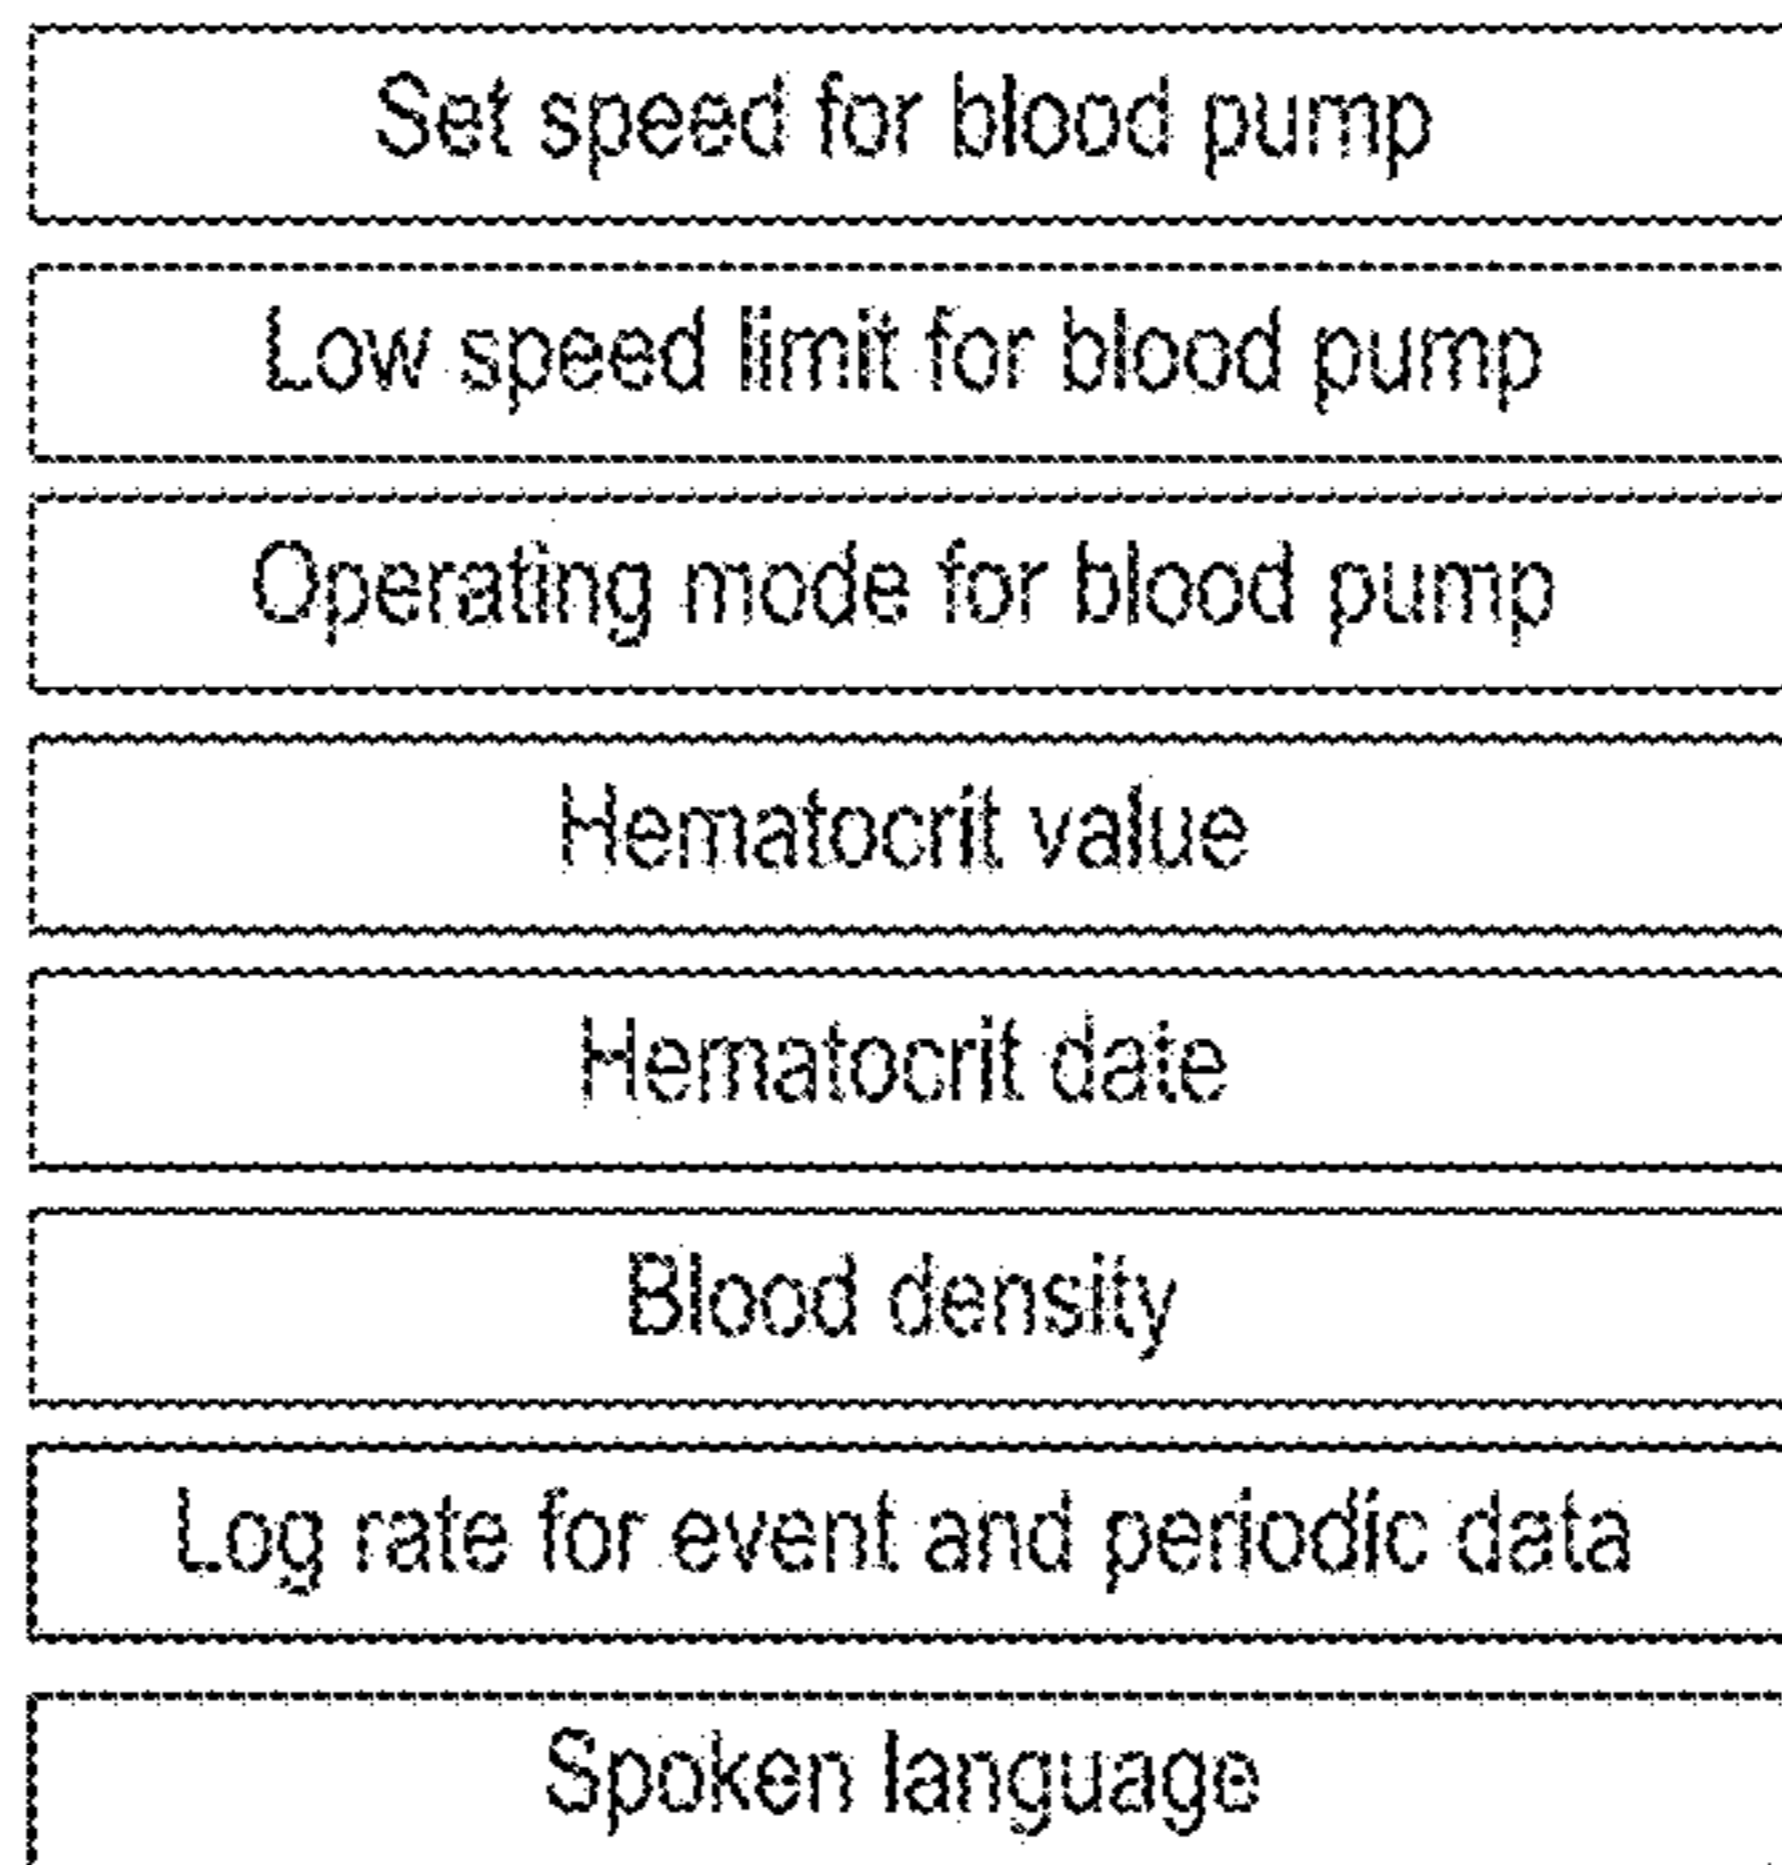 Set speed for blood pump
Low speed limit for blood pump
Operating mode for blood pump
Hematocrit value
Hematocrit date
Blood density
Log rate for event and periodic data
Spoken language